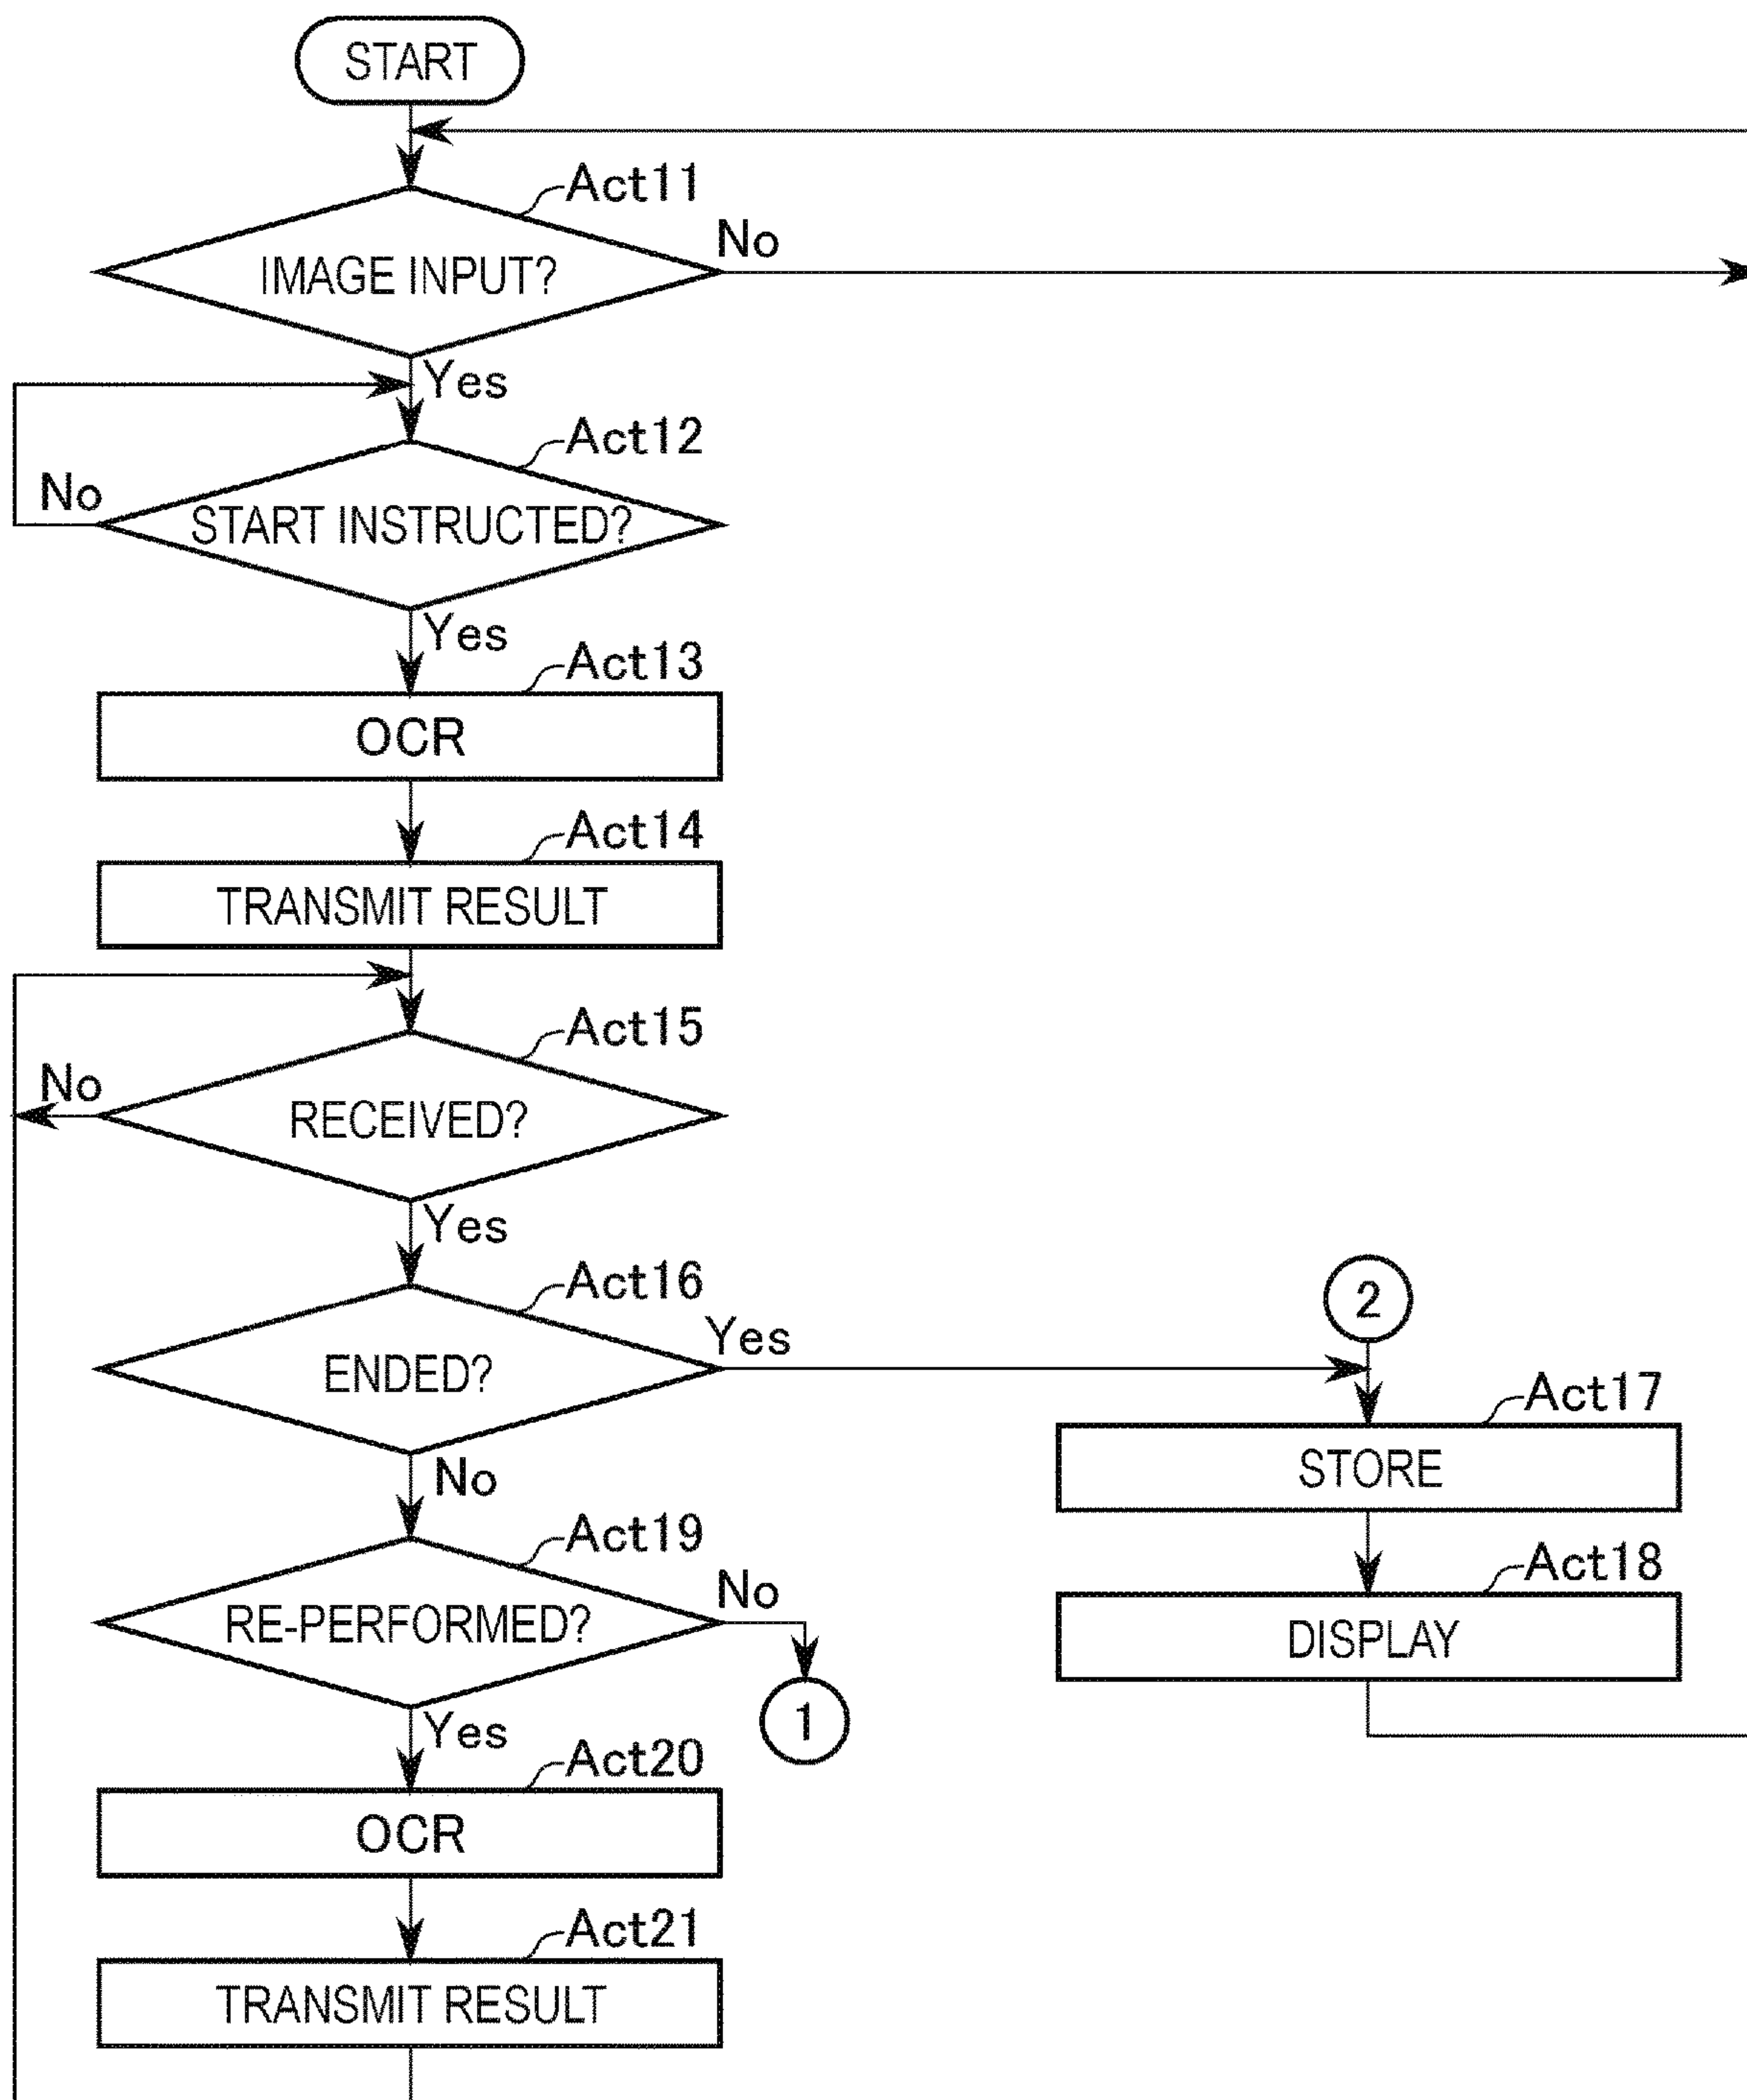 START
Act11
No
IMAGE INPUT?
Yes
Act12
No
START INSTRUCTED?
Yes
Act13
OCR
Act14
TRANSMIT RESULT
Act15
No
RECEIVED?
Yes
Act16
2
Yes
ENDED?
Act17
No
STORE
Act19
Act18
No
RE-PERFORMED?
DISPLAY
1
Yes
Act20
OCR
Act21
TRANSMIT RESULT